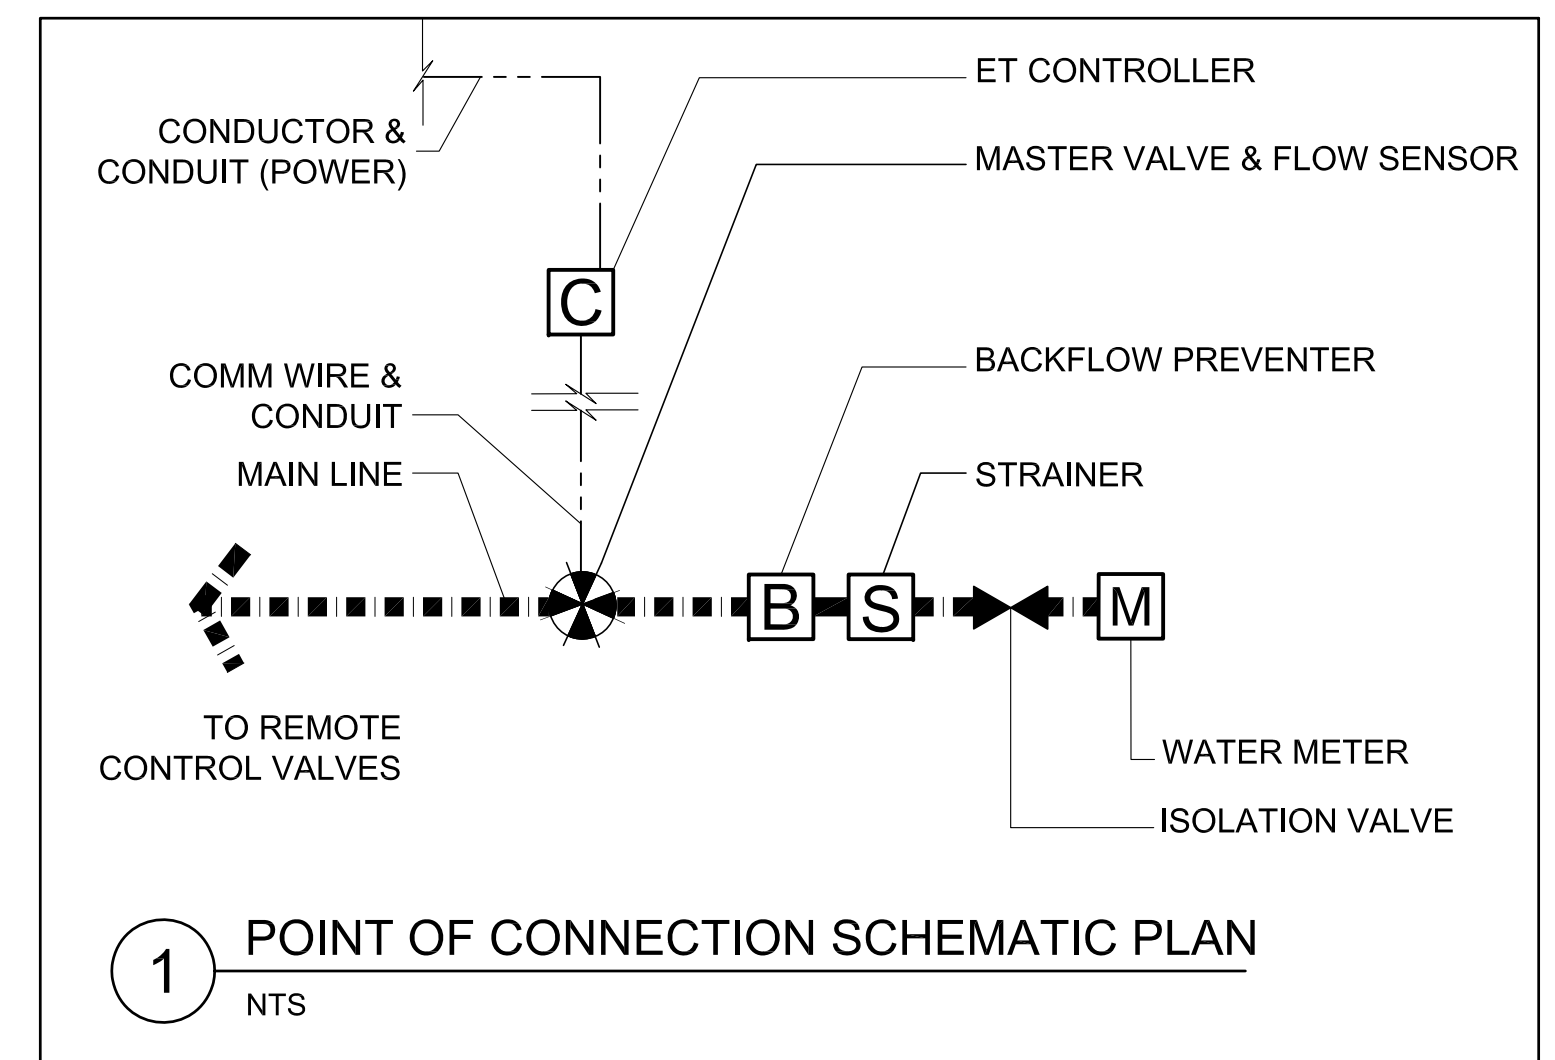 ET CONTROLLER
CONDUCTOR &
CONDUIT (POWER)
MASTER VALVE & FLOW SENSOR
C
BACKFLOW PREVENTER
COMM WIRE &
CONDUIT
MAIN LINE
STRAINER
B
S
M
TO REMOTE
CONTROL VALVES
WATER METER
ISOLATION VALVE
1
POINT OF CONNECTION SCHEMATIC PLAN
NTS